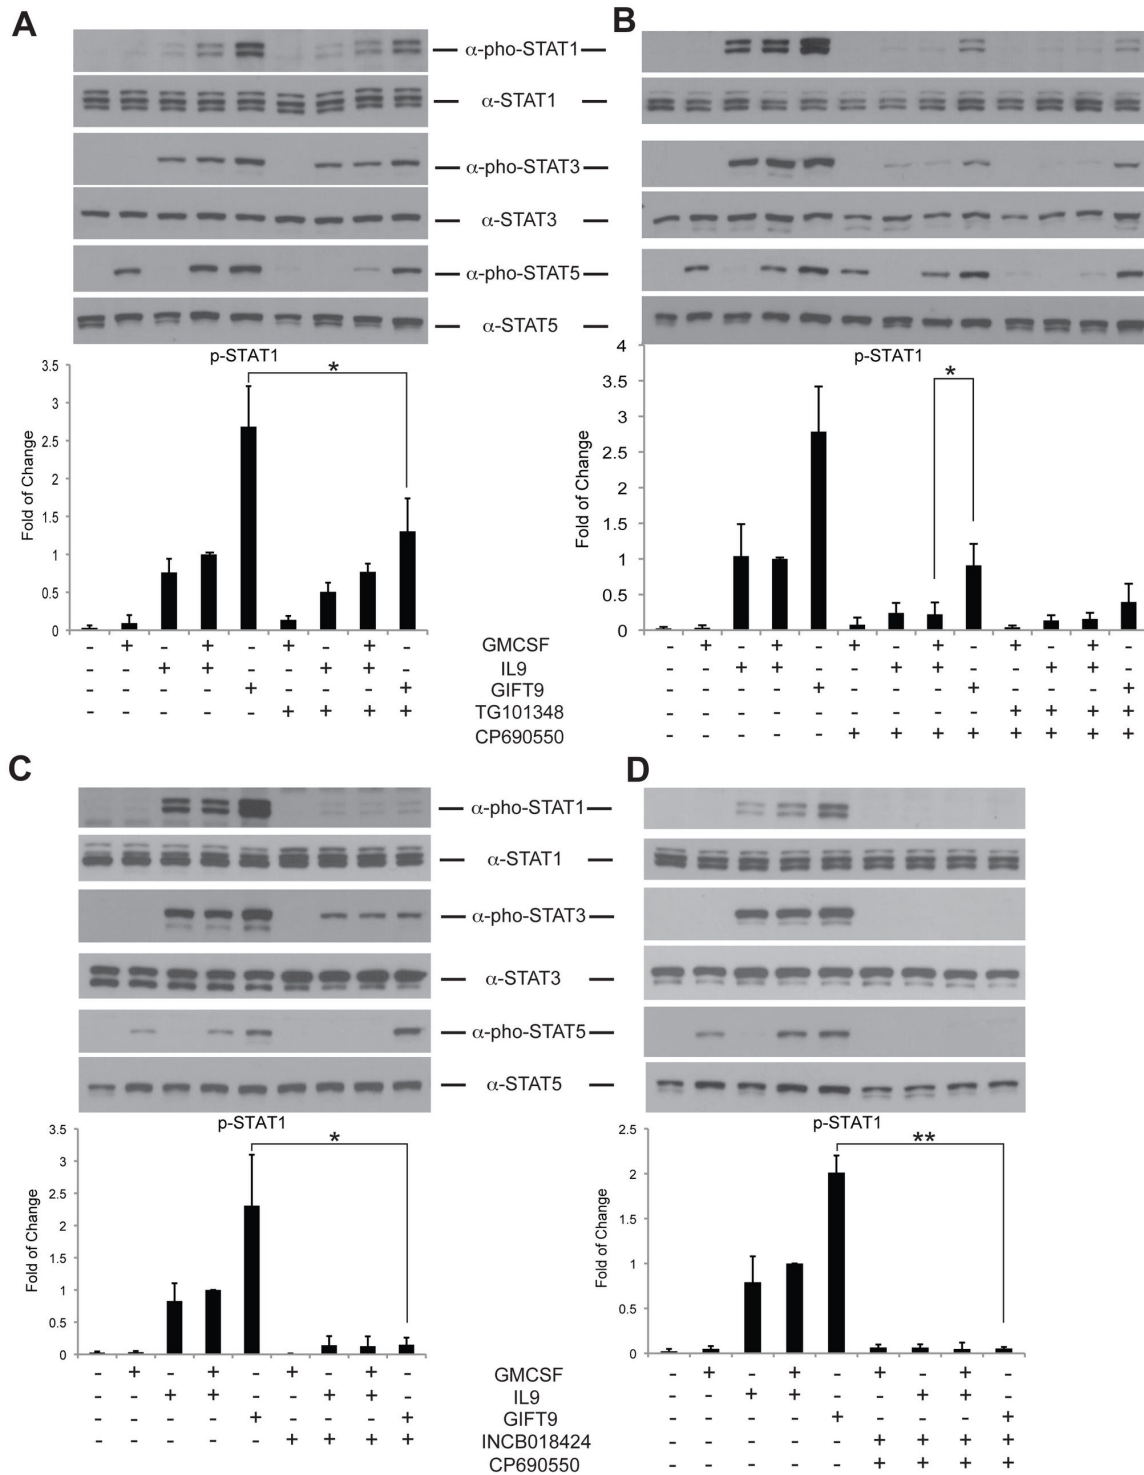 A
B
α-pho-STAT1
α-STAT1
α-pho-STAT3
α-STAT3
α-pho-STAT5
α-STAT5
p-STAT1
Fold of Change
3.5
3
2.5
2
1.5
1
0.5
0
*
p-STAT1
Fold of Change
4
3.5
3
2.5
2
1.5
1
0.5
0
*
- + - + - + - + - GMCSF - + - + - + - + - + - + -
- - + + - - + + - IL9 - - + + - - + + - - + + -
- - - - + - - - + GIFT9 - - - - + - - - + - - - +
- - - - - + + + + TG101348 - - - - - - - - - + + + +
CP690550 - - - - - + + + + + + + +
C
D
α-pho-STAT1
α-STAT1
α-pho-STAT3
α-STAT3
α-pho-STAT5
α-STAT5
p-STAT1
Fold of Change
3.5
3
2.5
2
1.5
1
0.5
0
*
p-STAT1
Fold of Change
2.5
2
1.5
1
0.5
0
**
- + - + - + - + - GMCSF - + - + - + - + -
- - + + - - + + - IL9 - - + + - - + + -
- - - - + - - - + GIFT9 - - - - + - - - +
- - - - - + + + + INCB018424 - - - - - + + + +
CP690550 - - - - - + + + +